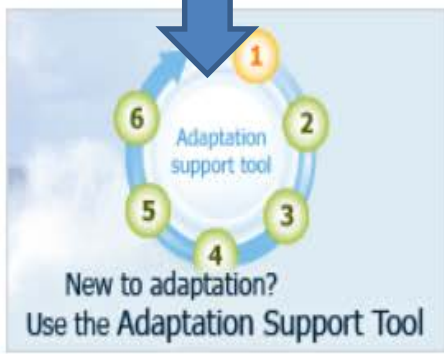 1
6
2
Adaptation
support tool
5
3
4
New to adaptation?
Use the Adaptation Support Tool